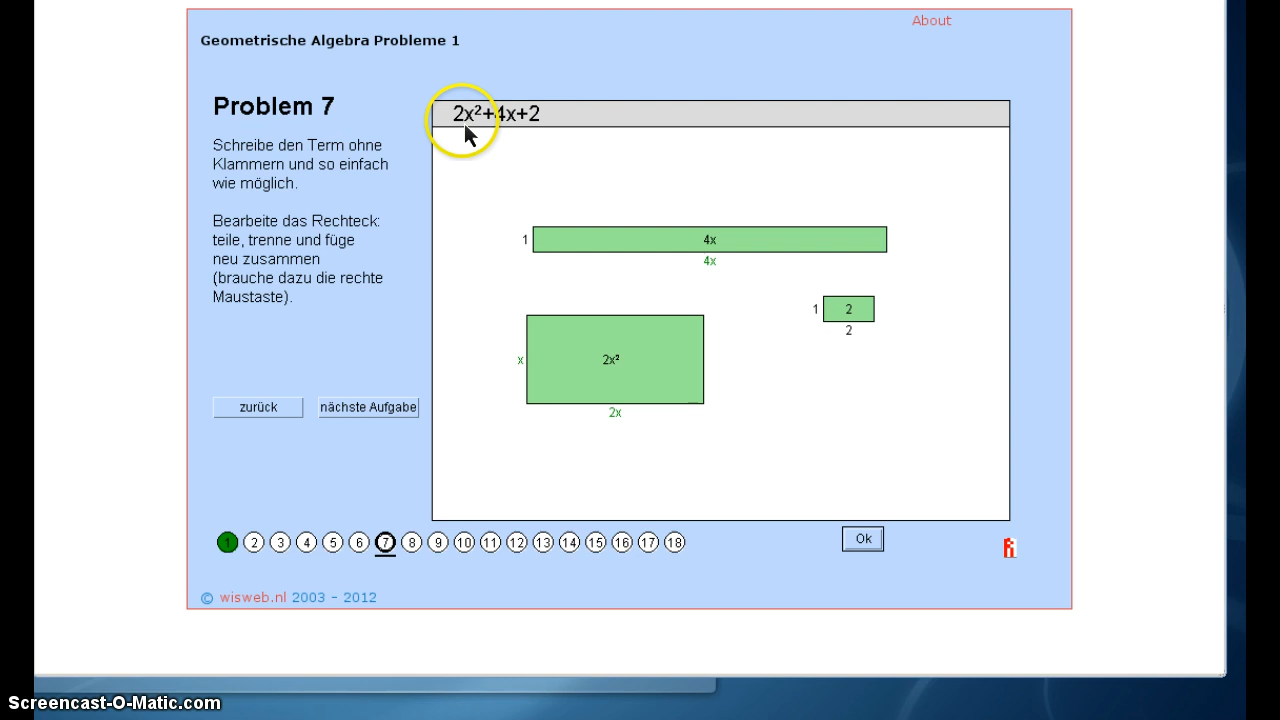 About
Geometrische Algebra Probleme 1
Problem 7
2x²+4x+2
Schreibe den Term ohne
Klammern und so einfach
wie möglich.
Bearbeite das Rechteck:
teile, trenne und füge
neu zusammen
(brauche dazu die rechte
Maustaste).
1
4x
4x
1
2
2
x
2x²
2x
zurück
nächste Aufgabe
1 2 3 4 5 6 7 8 9 10 11 12 13 14 15 16 17 18
Ok
© wisweb.nl 2003 - 2012
Screencast-O-Matic.com